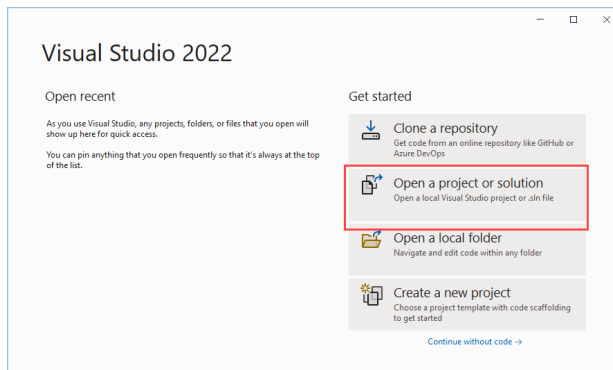 Visual Studio 2022
Open recent
As you use Visual Studio, any projects, folders, or files that you open will
show up here for quick access.
You can pin anything that you open frequently so that it's always at the top
of the list.
Get started
Clone a repository
Get code from an online repository like GitHub or
Azure DevOps
Open a project or solution
Open a local Visual Studio project or .sln file
Open a local folder
Navigate and edit code within any folder
Create a new project
Choose a project template with code scaffolding
to get started
Continue without code →